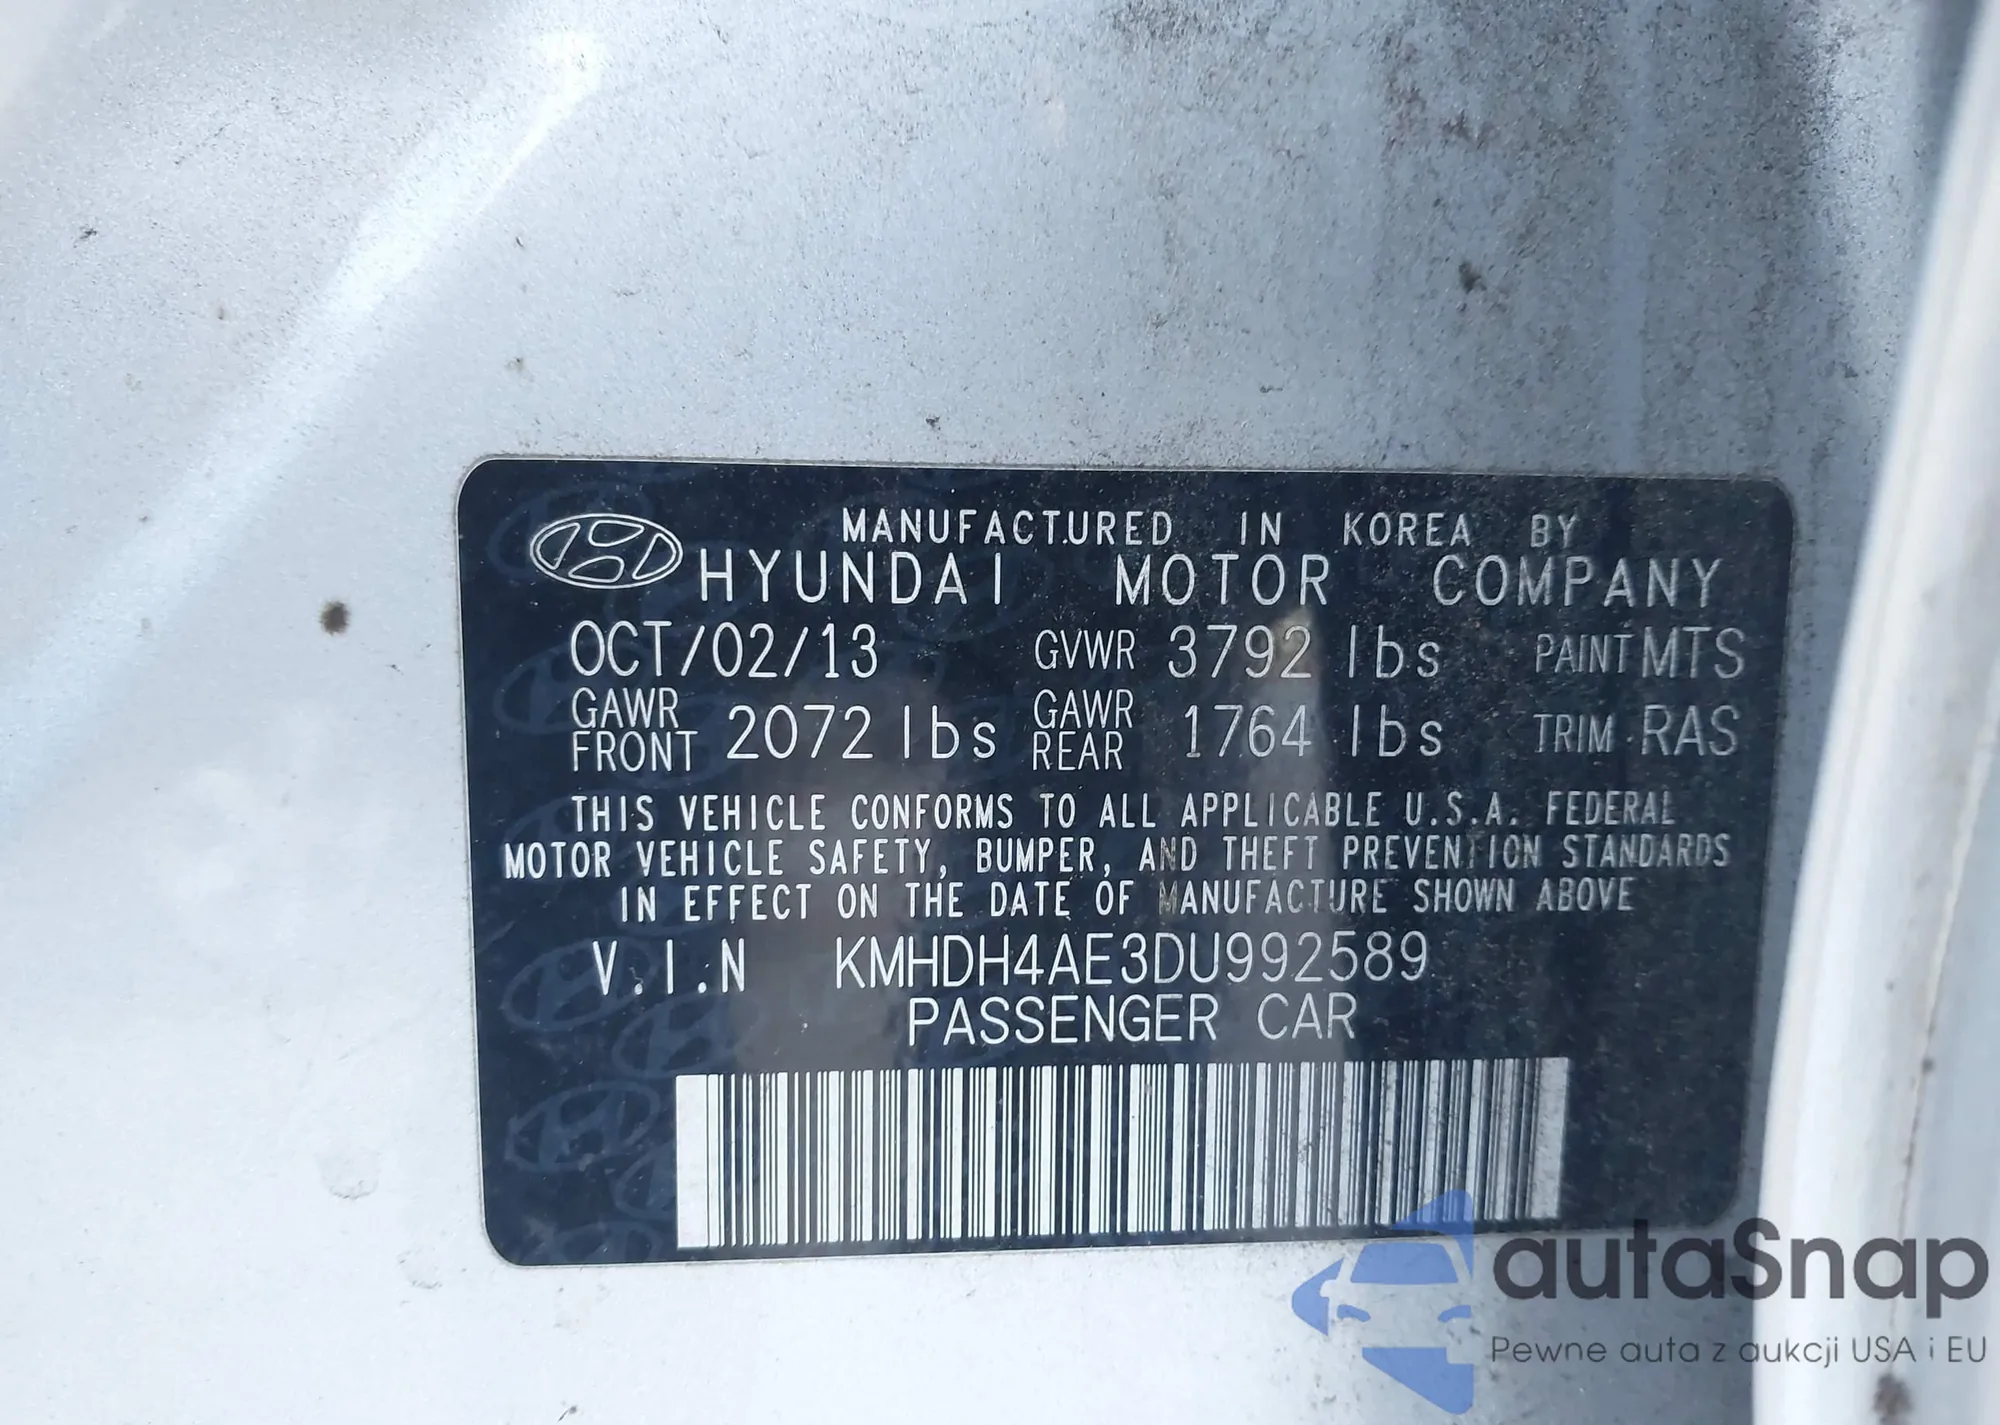 MANUFACTURED IN KOREA BY
HYUNDAI MOTOR COMPANY
OCT/02/13 GVWR 3792 lbs PAINT MTS
GAWR FRONT 2072 lbs GAWR REAR 1764 lbs TRIM RAS
THIS VEHICLE CONFORMS TO ALL APPLICABLE U.S.A. FEDERAL
MOTOR VEHICLE SAFETY, BUMPER, AND THEFT PREVENTION STANDARDS
IN EFFECT ON THE DATE OF MANUFACTURE SHOWN ABOVE
V.I.N KMHDH4AE3DU992589
PASSENGER CAR
autaSnap
Pewne auta z aukcji USA i EU